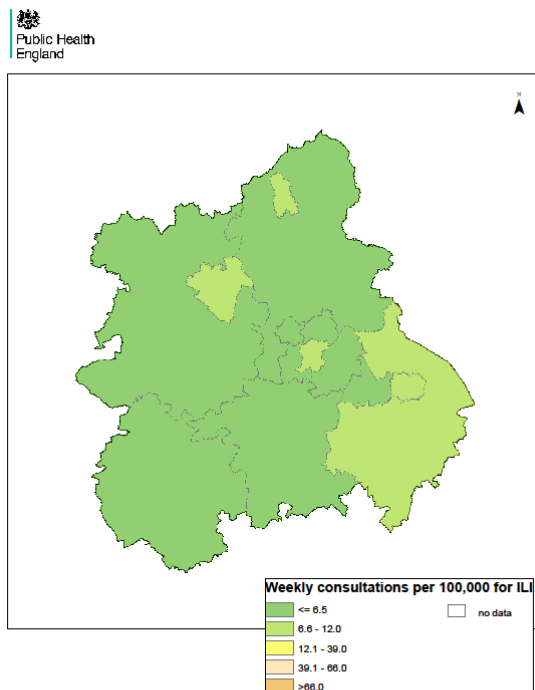 Public Health
England
N
Weekly consultations per 100,000 for ILI
<= 6.5
no data
6.6 - 12.0
12.1 - 39.0
39.1 - 66.0
>66.0